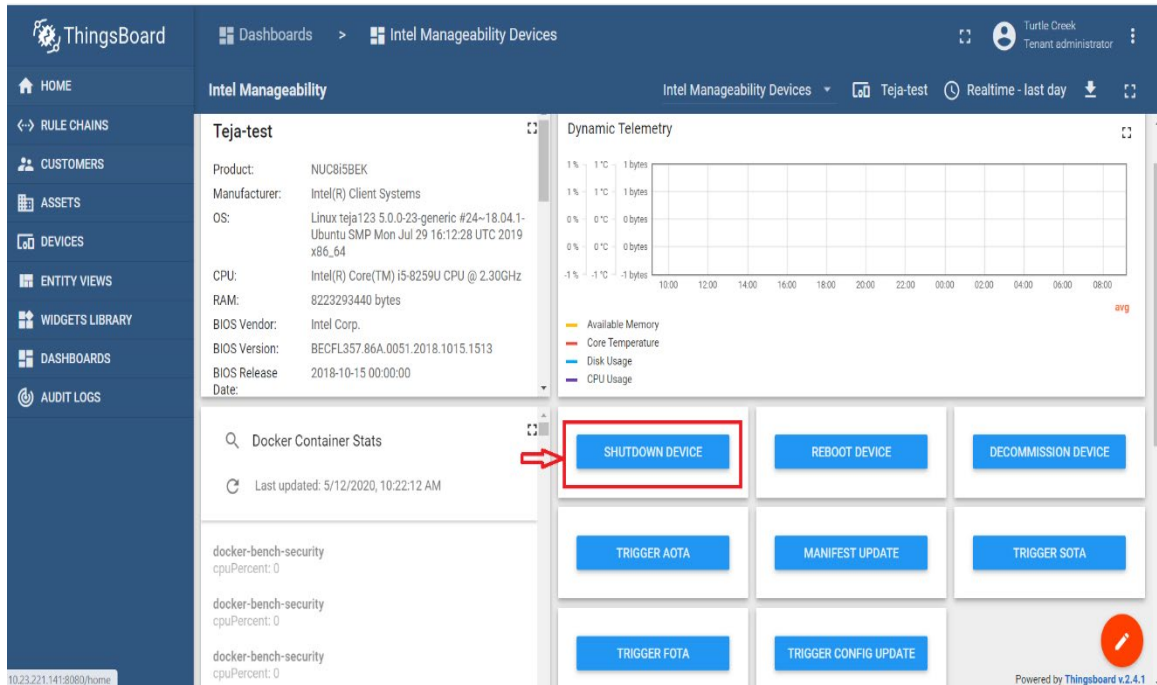 ThingsBoard
Dashboards > Intel Manageability Devices
Turtle Creek
Tenant administrator
HOME
RULE CHAINS
CUSTOMERS
ASSETS
DEVICES
ENTITY VIEWS
WIDGETS LIBRARY
DASHBOARDS
AUDIT LOGS
Intel Manageability
Intel Manageability Devices
Teja-test
Realtime - last day
Teja-test
Product: NUC8i5BEK
Manufacturer: Intel(R) Client Systems
OS: Linux teja123 5.0.0-23-generic #24~18.04.1-
Ubuntu SMP Mon Jul 29 16:12:28 UTC 2019
x86_64
CPU: Intel(R) Core(TM) i5-8259U CPU @ 2.30GHz
RAM: 8223293440 bytes
BIOS Vendor: Intel Corp.
BIOS Version: BECFL357.86A.0051.2018.1015.1513
BIOS Release 2018-10-15 00:00:00
Date:
Dynamic Telemetry
1 % 1 °C 1 bytes
1 % 1 °C 1 bytes
0 % 0 °C 0 bytes
0 % 0 °C 0 bytes
-1 % -1 °C -1 bytes
10:00 12:00 14:00 16:00 18:00 20:00 22:00 00:00 02:00 04:00 06:00 08:00
avg
Available Memory
Core Temperature
Disk Usage
CPU Usage
Docker Container Stats
Last updated: 5/12/2020, 10:22:12 AM
docker-bench-security
cpuPercent: 0
docker-bench-security
cpuPercent: 0
docker-bench-security
cpuPercent: 0
SHUTDOWN DEVICE
REBOOT DEVICE
DECOMMISSION DEVICE
TRIGGER AOTA
MANIFEST UPDATE
TRIGGER SOTA
TRIGGER FOTA
TRIGGER CONFIG UPDATE
10.23.221.141:8080/home
Powered by Thingsboard v.2.4.1